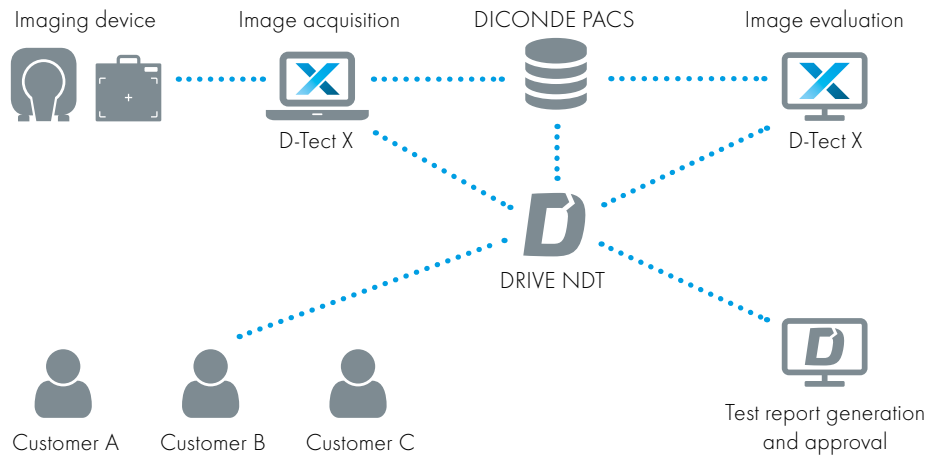 Imaging device
Image acquisition
DICONDE PACS
Image evaluation
D-Tect X
D-Tect X
DRIVE NDT
Test report generation
and approval
Customer A
Customer B
Customer C